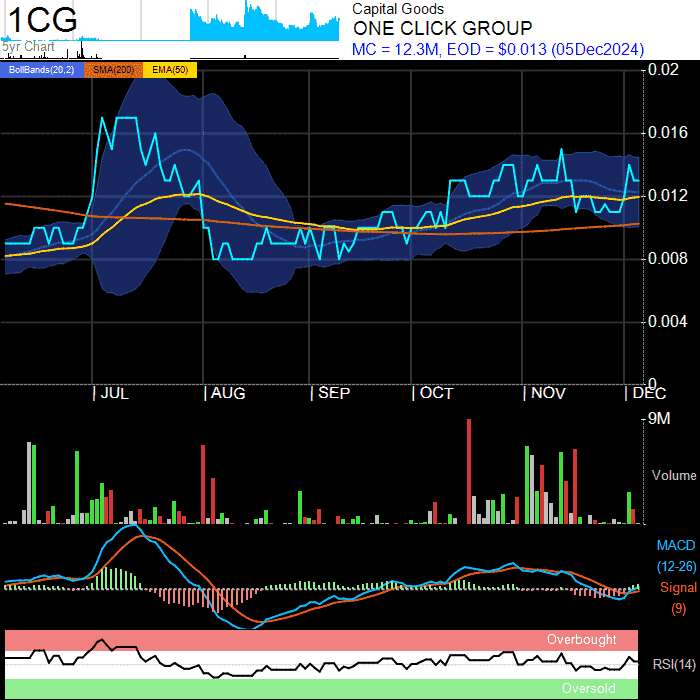 1CG
5yr Chart
Capital Goods
ONE CLICK GROUP
MC = 12.3M, EOD = $0.013 (05Dec2024)
BollBands(20,2) SMA(200) EMA(50)
0.02
0.016
0.012
0.008
0.004
0
JUL AUG SEP OCT NOV DEC
9M
Volume
MACD
(12-26)
Signal
(9)
Overbought
RSI(14)
Oversold